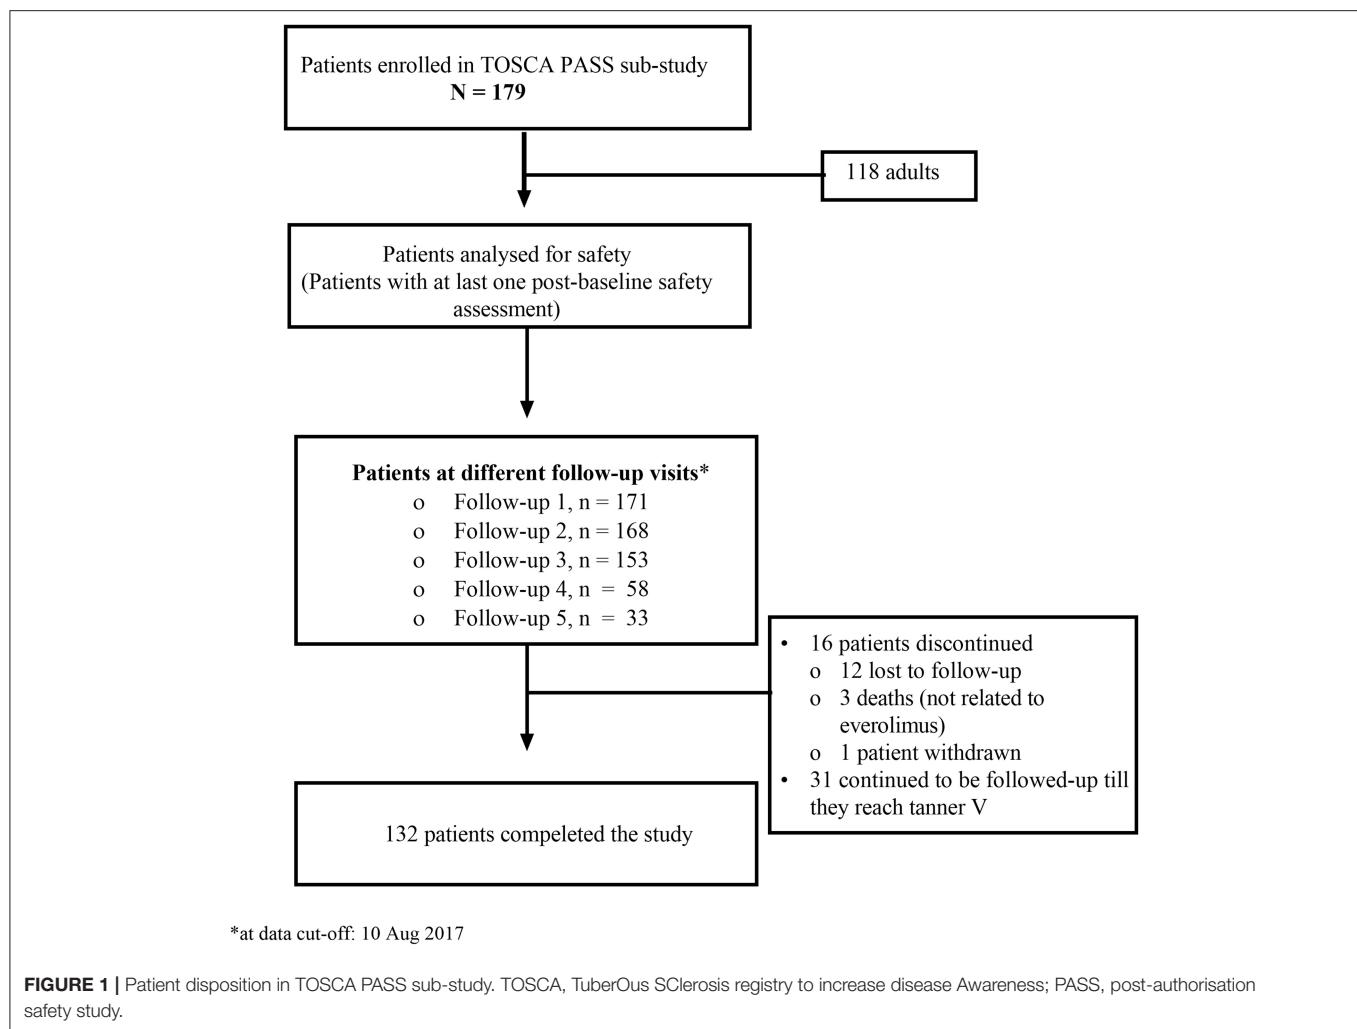 Patients enrolled in TOSCA PASS sub-study
N = 179
118 adults
Patients analysed for safety
(Patients with at last one post-baseline safety
assessment)
Patients at different follow-up visits*
o Follow-up 1, n = 171
o Follow-up 2, n = 168
o Follow-up 3, n = 153
o Follow-up 4, n = 58
o Follow-up 5, n = 33
• 16 patients discontinued
o 12 lost to follow-up
o 3 deaths (not related to
everolimus)
o 1 patient withdrawn
• 31 continued to be followed-up till
they reach tanner V
132 patients compeleted the study
*at data cut-off: 10 Aug 2017
FIGURE 1 | Patient disposition in TOSCA PASS sub-study. TOSCA, TuberOus SClerosis registry to increase disease Awareness; PASS, post-authorisation
safety study.